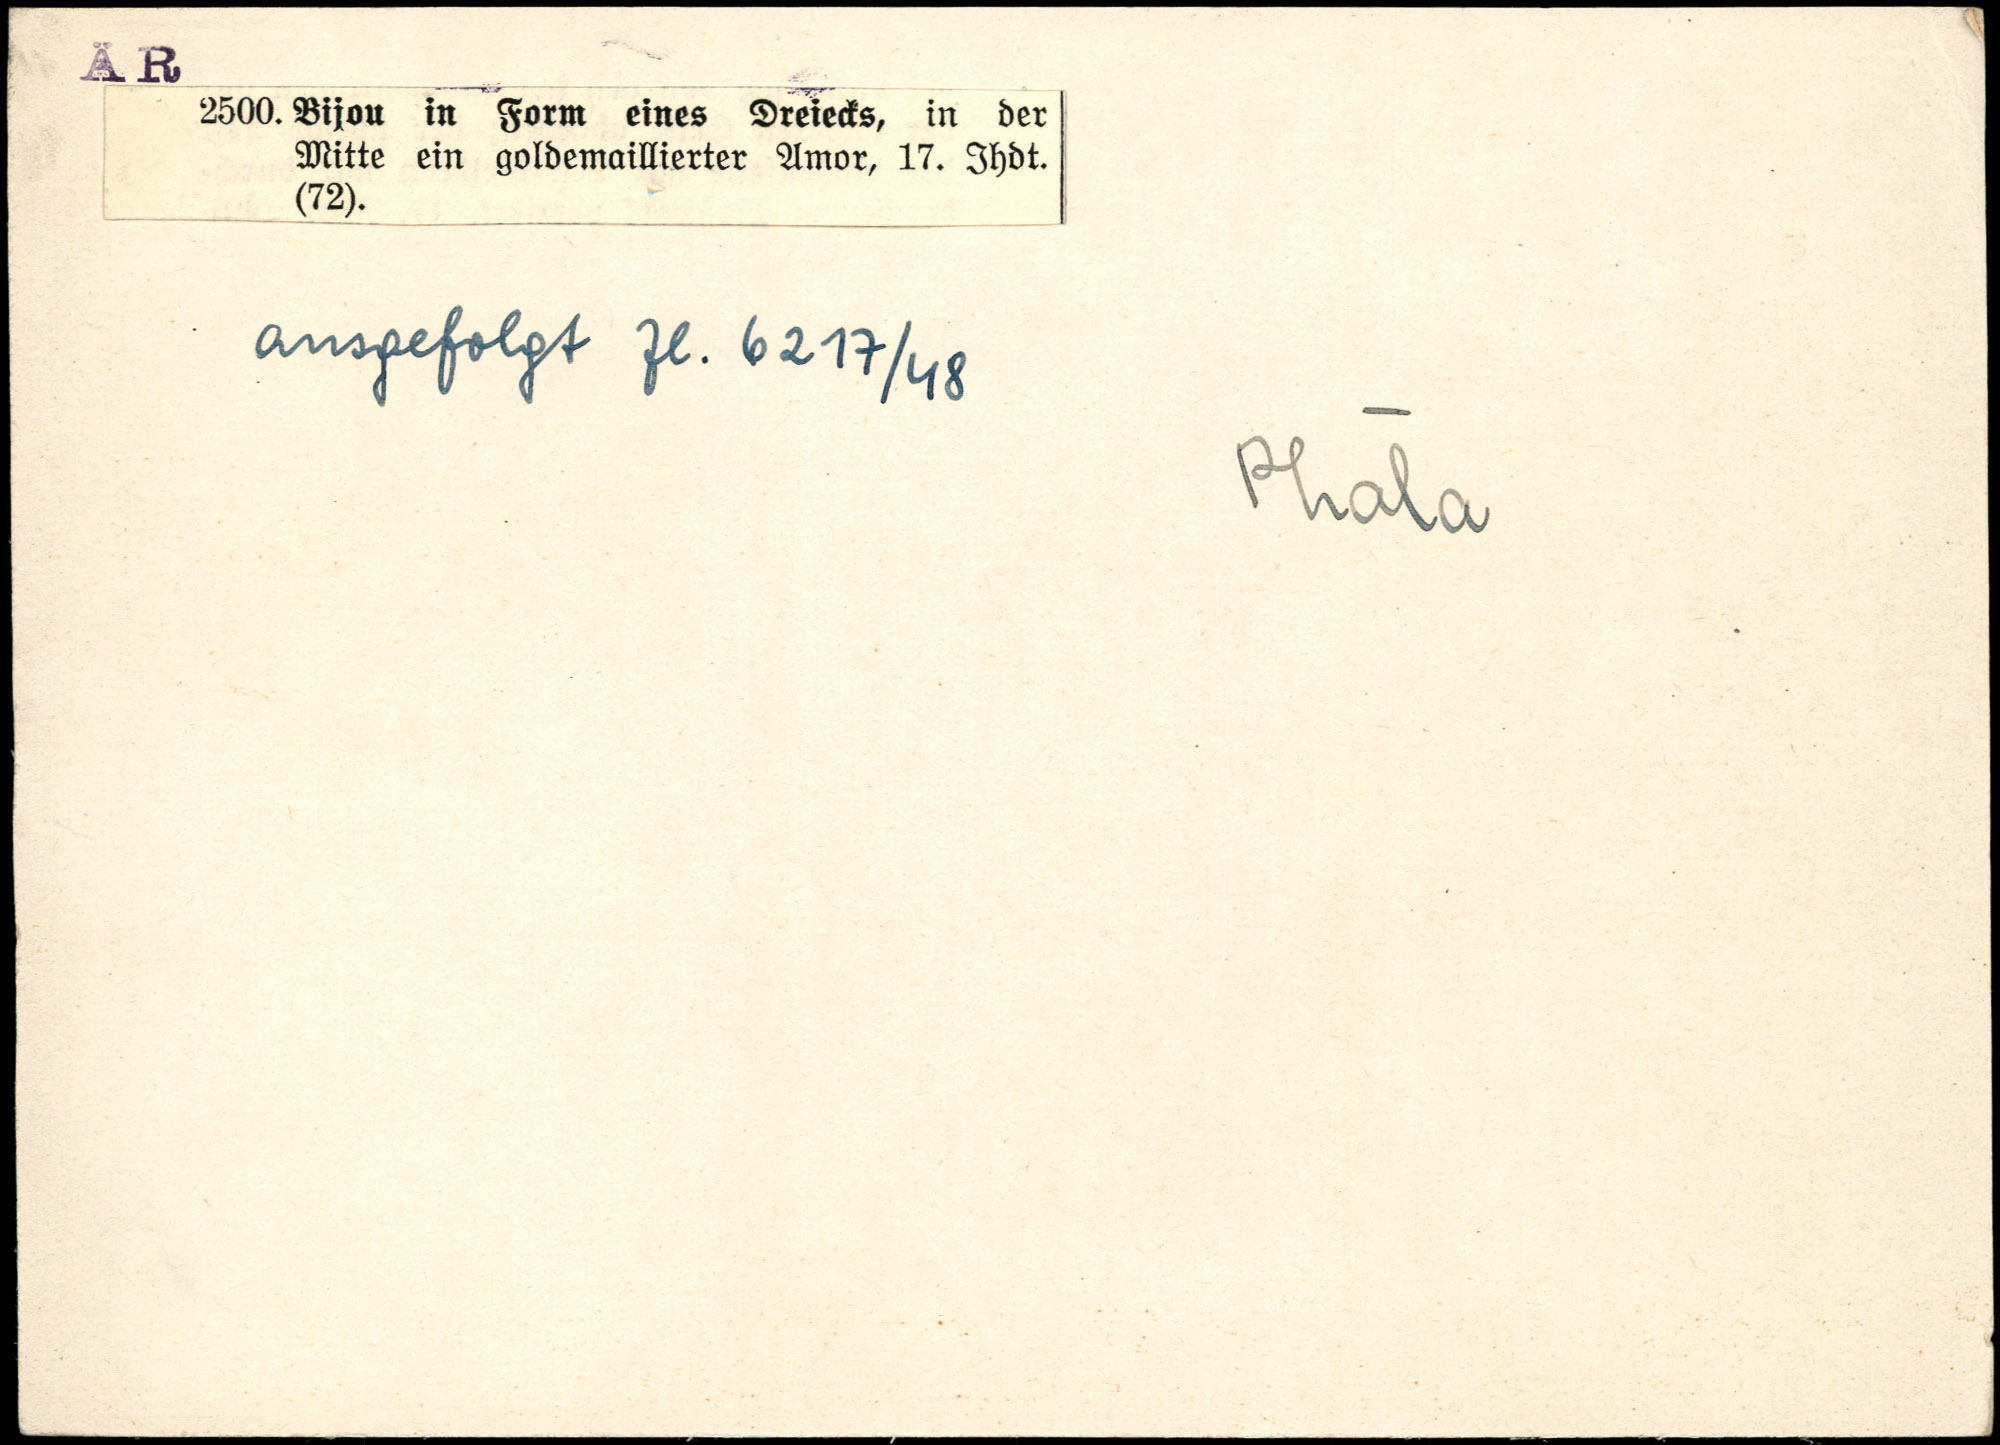 ÄR
2500. Bijou in Form eines Dreiecks, in der
Mitte ein goldemaillierter Amor, 17. Jhdt.
(72).
ausgefolgt Zl. 6217/48